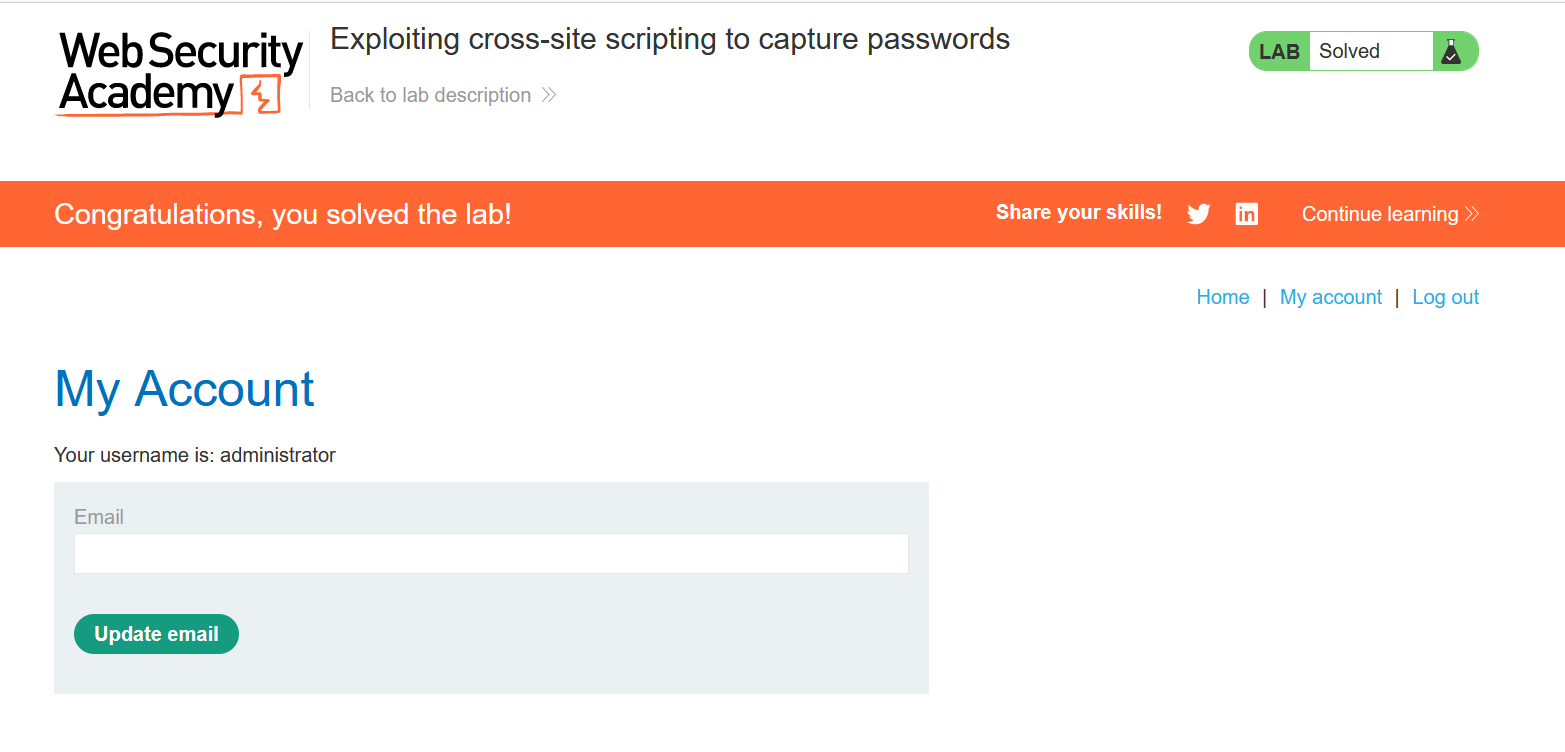 Web Security
Academy
Exploiting cross-site scripting to capture passwords
Back to lab description
LAB Solved
Congratulations, you solved the lab!
Share your skills!
Continue learning
Home | My account | Log out
My Account
Your username is: administrator
Email
Update email